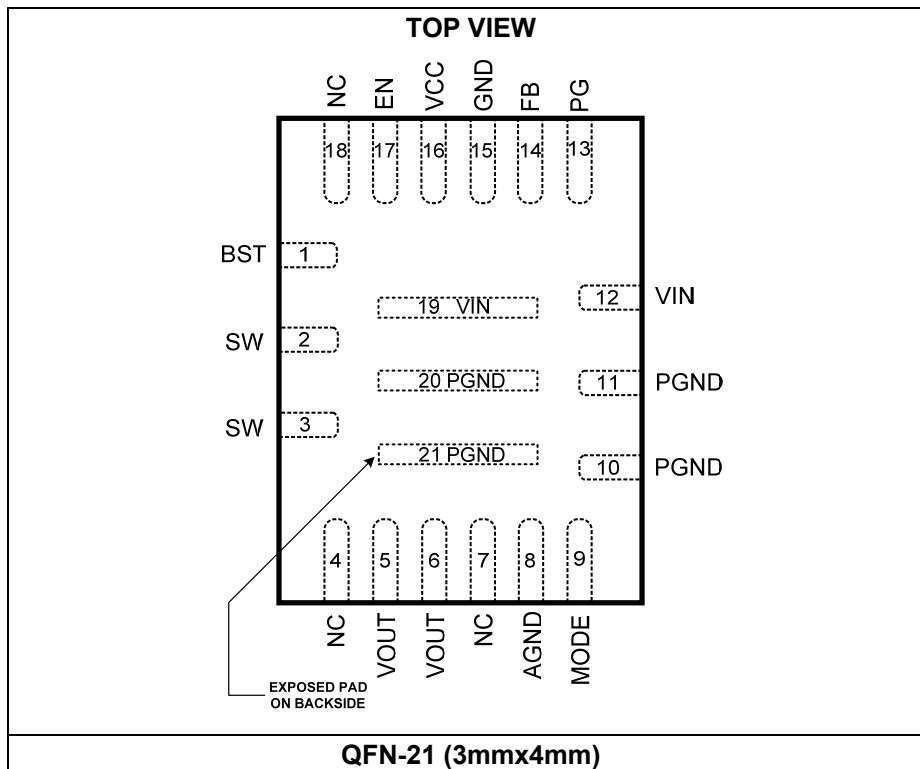 TOP VIEW
NC EN VCC GND FB PG
18 17 16 15 14 13
BST 1
19 VIN
12 VIN
SW 2
20 PGND
11 PGND
SW 3
21 PGND
10 PGND
4 5 6 7 8 9
NC VOUT VOUT NC AGND MODE
EXPOSED PAD
ON BACKSIDE
QFN-21 (3mmx4mm)